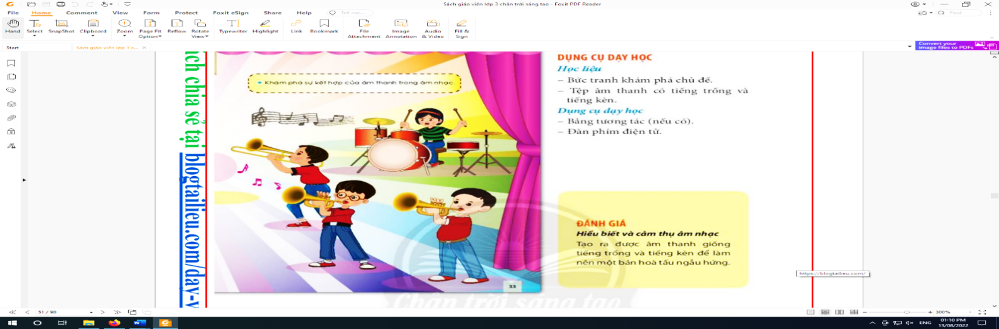 Sách giáo viên lớp 3 chân trời sáng tạo - Foxit PDF Reader
File Home Comment View Form Protect Foxit eSign Share Help Tell me...
Find
Hand Select SnapShot Clipboard Zoom Page Fit Option Reflow Rotate View Typewriter Highlight Link Bookmark File Attachment Image Annotation Audio & Video Fill & Sign
Start Sách giáo viên lớp 3 c...
Convert your
image files to PDFs
ích chia sẻ tại blogtailieu.com/day-v
• Khám phá sự kết hợp của âm thanh trong âm nhạc.
33
DỤNG CỤ DẠY HỌC
Học liệu
– Bức tranh khám phá chủ đề.
– Tệp âm thanh có tiếng trống và
tiếng kèn.
Dụng cụ dạy học
– Bảng tương tác (nếu có).
– Đàn phím điện tử.
ĐÁNH GIÁ
Hiểu biết và cảm thụ âm nhạc
Tạo ra được âm thanh giống
tiếng trống và tiếng kèn để làm
nên một bản hoà tấu ngẫu hứng.
https://blogtailieu.com/
Chân trời sáng tạo
51 / 90
300%
ENG
01:10 PM
13/08/2022